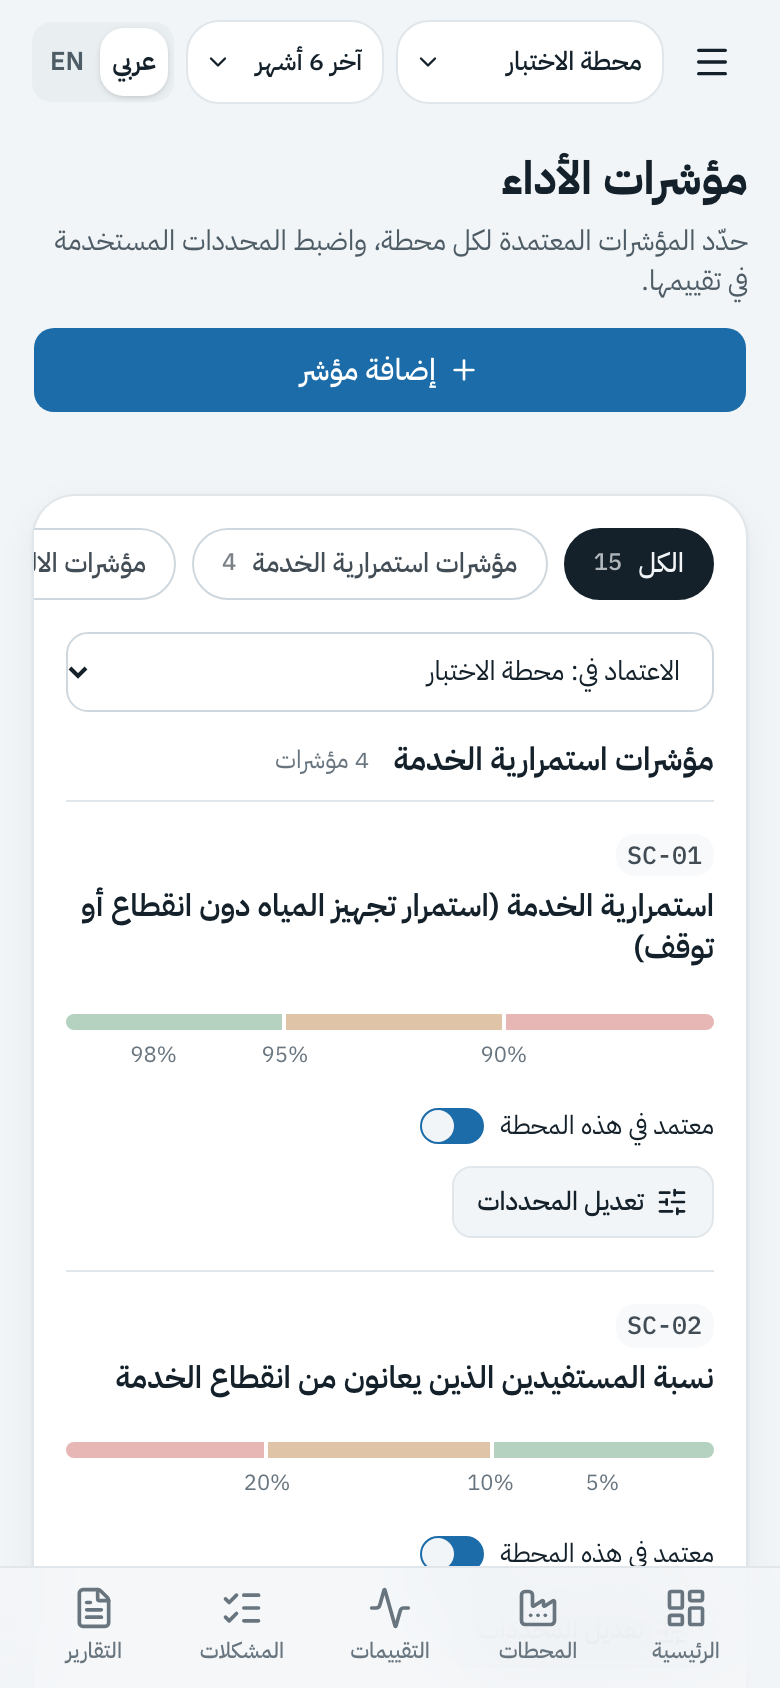 محطة الاختبار
آخر 6 أشهر
عربي
EN
مؤشرات الأداء
حدّد المؤشرات المعتمدة لكل محطة، واضبط المحددات المستخدمة
في تقييمها.
إضافة مؤشر
الكل 15
مؤشرات استمرارية الخدمة 4
مؤشرات الال
الاعتماد في: محطة الاختبار
مؤشرات استمرارية الخدمة 4 مؤشرات
SC-01
استمرارية الخدمة (استمرار تجهيز المياه دون انقطاع أو
توقف)
90% 95% 98%
معتمد في هذه المحطة
تعديل المحددات
SC-02
نسبة المستفيدين الذين يعانون من انقطاع الخدمة
5% 10% 20%
معتمد في هذه المحطة
تعديل المحددات
الرئيسية
المحطات
التقييمات
المشكلات
التقارير